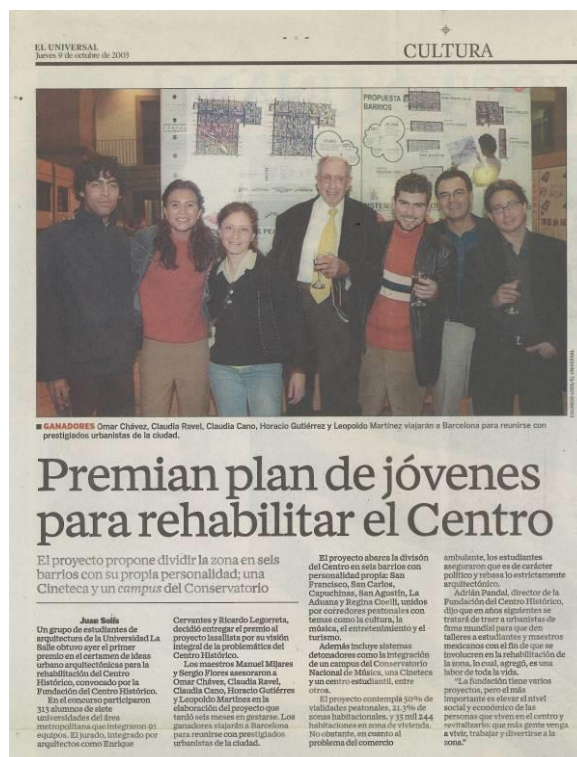 EL UNIVERSAL
Jueves 9 de octubre de 2003
CULTURA
PROPUESTA
BARRIOS
■ GANADORES Omar Chávez, Claudia Ravel, Claudia Cano, Horacio Gutiérrez y Leopoldo Martínez viajarán a Barcelona para reunirse con
prestigiados urbanistas de la ciudad.
Premian plan de jóvenes
para rehabilitar el Centro
El proyecto propone dividir la zona en seis
barrios con su propia personalidad; una
Cineteca y un campus del Conservatorio
Juan Solís
Un grupo de estudiantes de
arquitectura de la Universidad La
Salle obtuvo ayer el primer
premio en el certamen de ideas
urbano arquitectónicas para la
rehabilitación del Centro
Histórico, convocado por la
Fundación del Centro Histórico.
En el concurso participaron
313 alumnos de siete
universidades del área
metropolitana que integraron 91
equipos. El jurado, integrado por
arquitectos como Enrique
Cervantes y Ricardo Legorreta,
decidió entregar el premio al
proyecto lasallista por su visión
integral de la problemática del
Centro Histórico.
Los maestros Manuel Mijares
y Sergio Flores asesoraron a
Omar Chávez, Claudia Ravel,
Claudia Cano, Horacio Gutiérrez
y Leopoldo Martínez en la
elaboración del proyecto que
tardó seis meses en gestarse. Los
ganadores viajarán a Barcelona
para reunirse con prestigiados
urbanistas de la ciudad.
El proyecto abarca la divisón
del Centro en seis barrios con
personalidad propia: San
Francisco, San Carlos,
Capuchinas, San Agustín, La
Aduana y Regina Coelli, unidos
por corredores peatonales con
temas como la cultura, la
música, el entretenimiento y el
turismo.
Además incluye sistemas
detonadores como la integración
de un campus del Conservatorio
Nacional de Música, una Cineteca
y un centro estudiantil, entre
otros.
El proyecto contempla 50% de
vialidades peatonales, 21.3% de
zonas habitacionales, y 35 mil 244
habitaciones en zona de vivienda.
No obstante, en cuanto al
problema del comercio
ambulante, los estudiantes
aseguraron que es de carácter
político y rebasa lo estrictamente
arquitectónico.
Adrián Pandal, director de la
Fundación del Centro Histórico,
dijo que en años siguientes se
tratará de traer a urbanistas de
fama mundial para que den
talleres a estudiantes y maestros
mexicanos con el fin de que se
involucren en la rehabilitación de
la zona, lo cual, agregó, es una
labor de toda la vida.
"La fundación tiene varios
proyectos, pero el más
importante es elevar el nivel
social y económico de las
personas que viven en el centro y
revitalizarlo: que más gente venga
a vivir, trabajar y divertirse a la
zona."